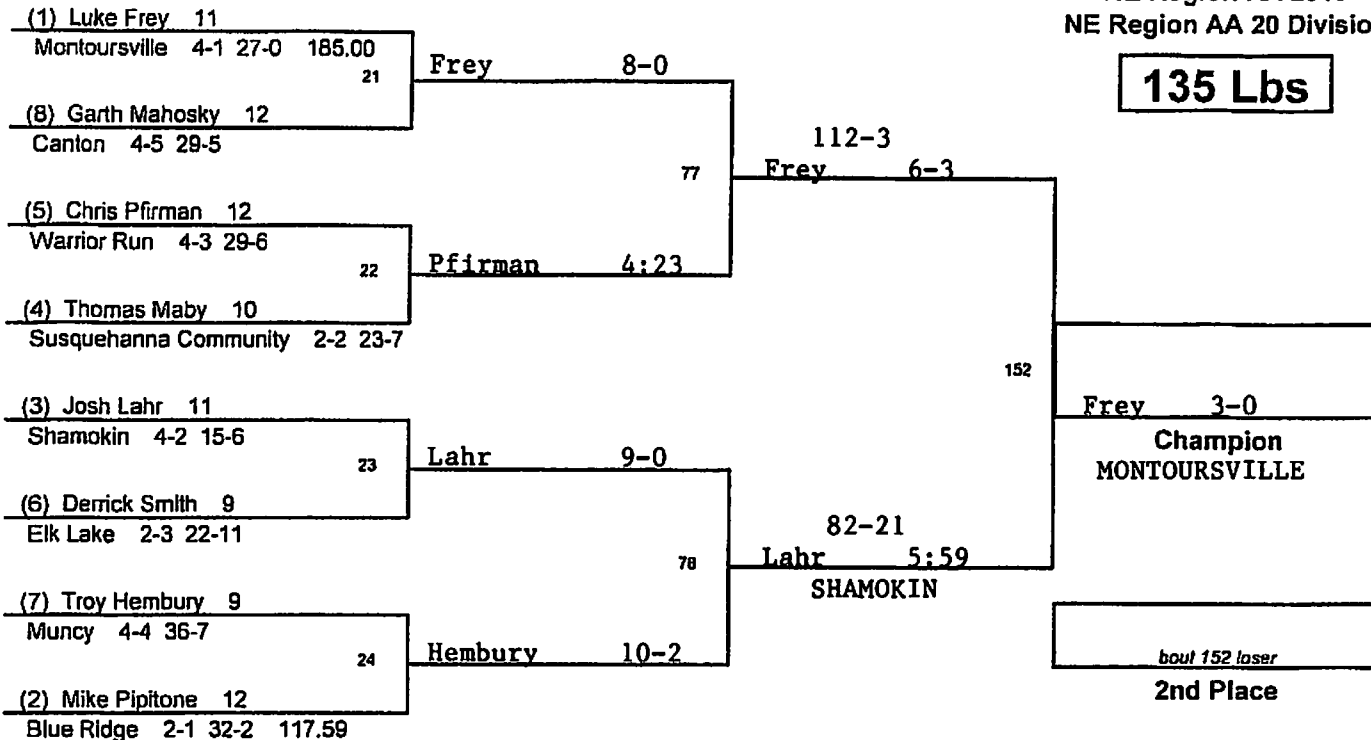 NE Region AA 20 Divisio
135 Lbs
(1) Luke Frey 11
Montoursville 4-1 27-0 185.00
21
Frey 8-0
(8) Garth Mahosky 12
Canton 4-5 29-5
77
112-3
Frey 6-3
(5) Chris Pfirman 12
Warrior Run 4-3 29-6
22
Pfirman 4:23
(4) Thomas Maby 10
Susquehanna Community 2-2 23-7
152
Frey 3-0
Champion
MONTOURSVILLE
(3) Josh Lahr 11
Shamokin 4-2 15-6
23
Lahr 9-0
(6) Derrick Smith 9
Elk Lake 2-3 22-11
78
82-21
Lahr 5:59
SHAMOKIN
(7) Troy Hembury 9
Muncy 4-4 36-7
24
Hembury 10-2
bout 152 loser
2nd Place
(2) Mike Pipitone 12
Blue Ridge 2-1 32-2 117.59